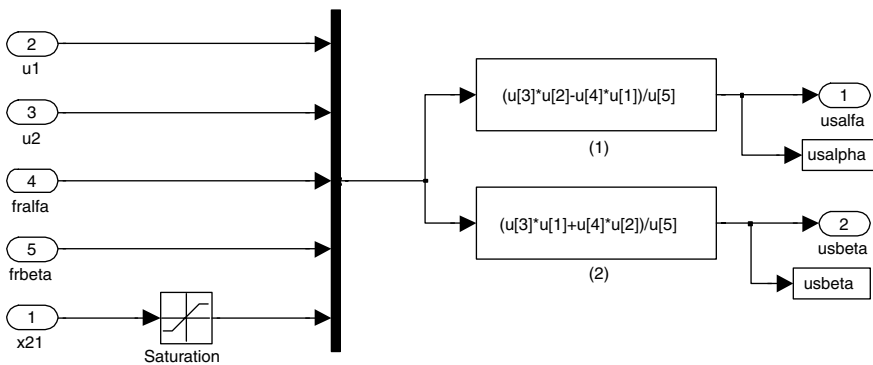 2
u1
3
u2
4
fralfa
5
frbeta
1
x21
Saturation
(u[3]*u[2]-u[4]*u[1])/u[5]
(1)
(u[3]*u[1]+u[4]*u[2])/u[5]
(2)
1
usalfa
usalpha
2
usbeta
usbeta